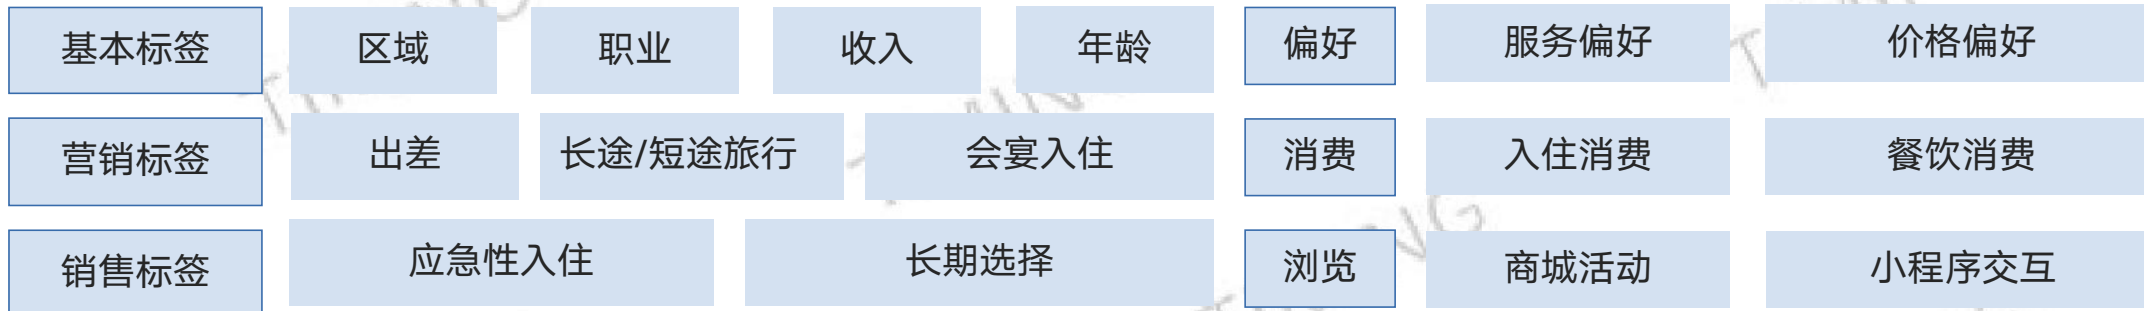 基本标签 区域 职业 收入 年龄 偏好 服务偏好 价格偏好
营销标签 出差 长途/短途旅行 会宴入住 消费 入住消费 餐饮消费
销售标签 应急性入住 长期选择 浏览 商城活动 小程序交互